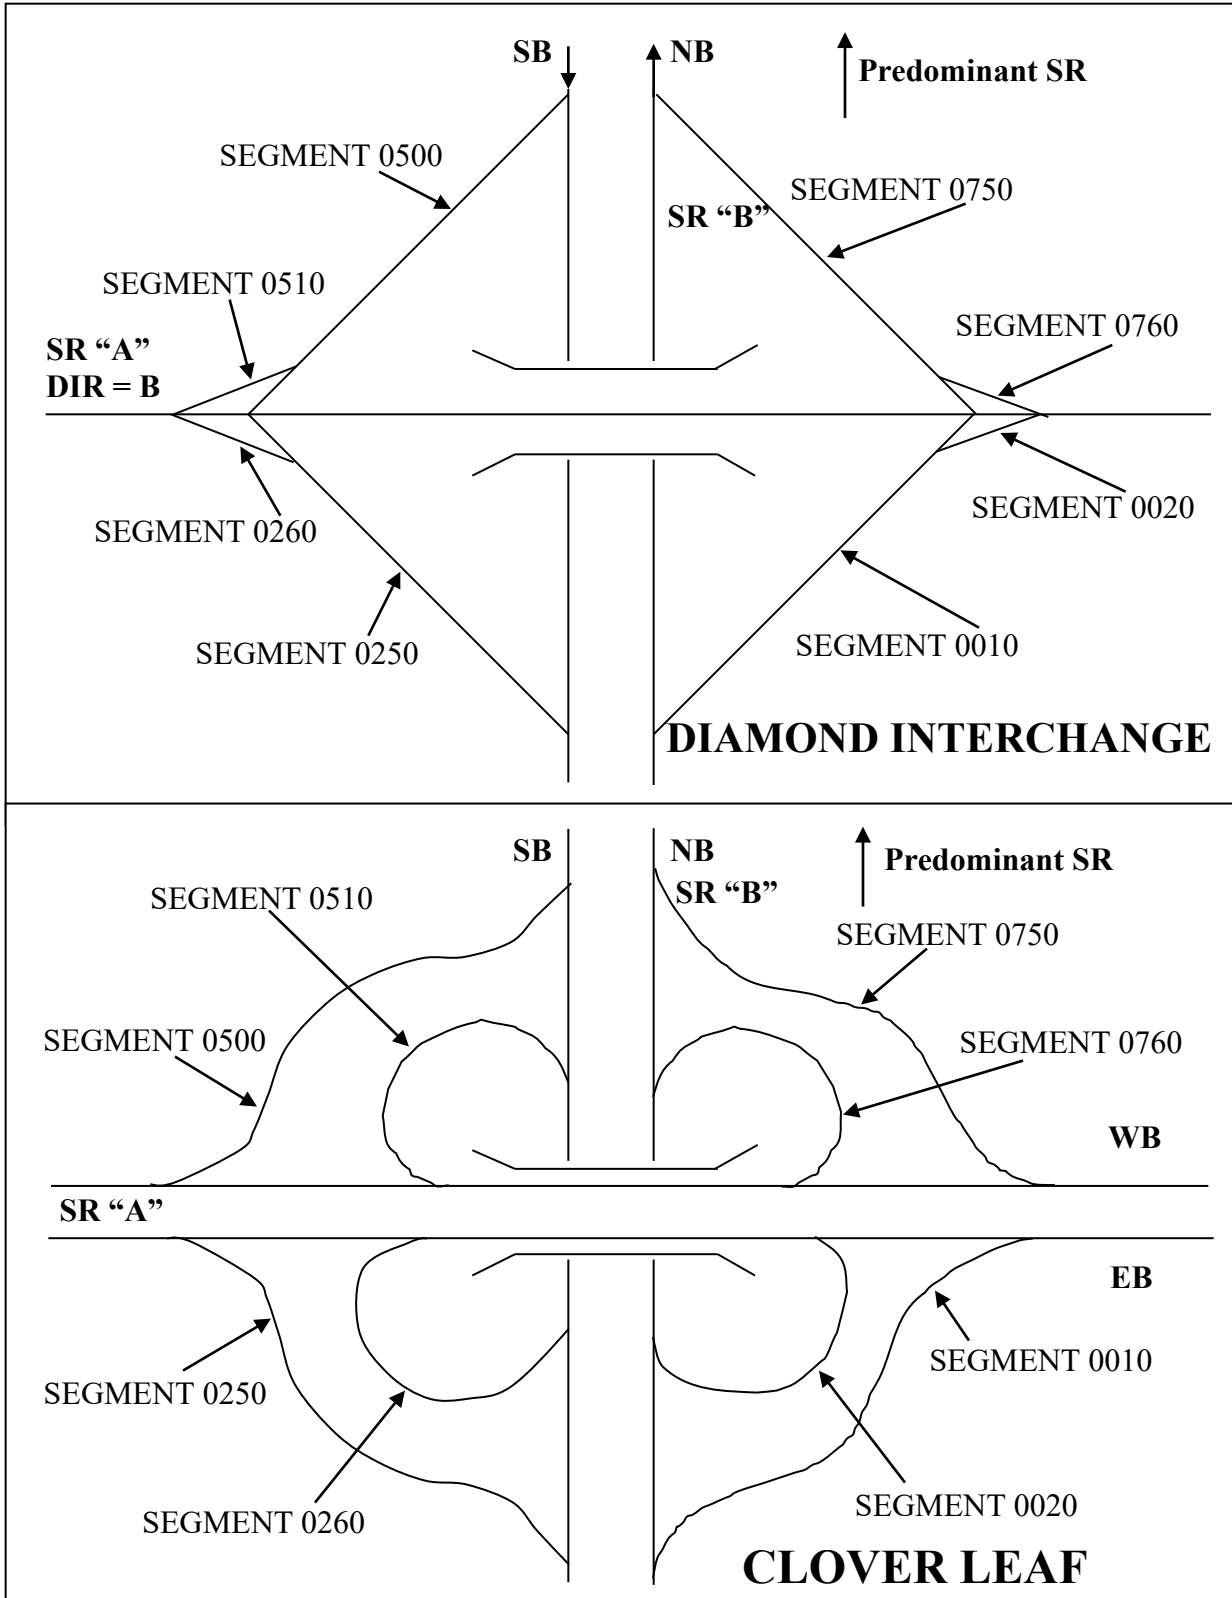 SB
NB
Predominant SR
SEGMENT 0500
SEGMENT 0750
SR “B”
SEGMENT 0510
SEGMENT 0760
SR “A”
DIR = B
SEGMENT 0260
SEGMENT 0020
SEGMENT 0250
SEGMENT 0010
DIAMOND INTERCHANGE
SB
NB
Predominant SR
SR “B”
SEGMENT 0510
SEGMENT 0750
SEGMENT 0500
SEGMENT 0760
WB
SR “A”
EB
SEGMENT 0010
SEGMENT 0250
SEGMENT 0020
SEGMENT 0260
CLOVER LEAF